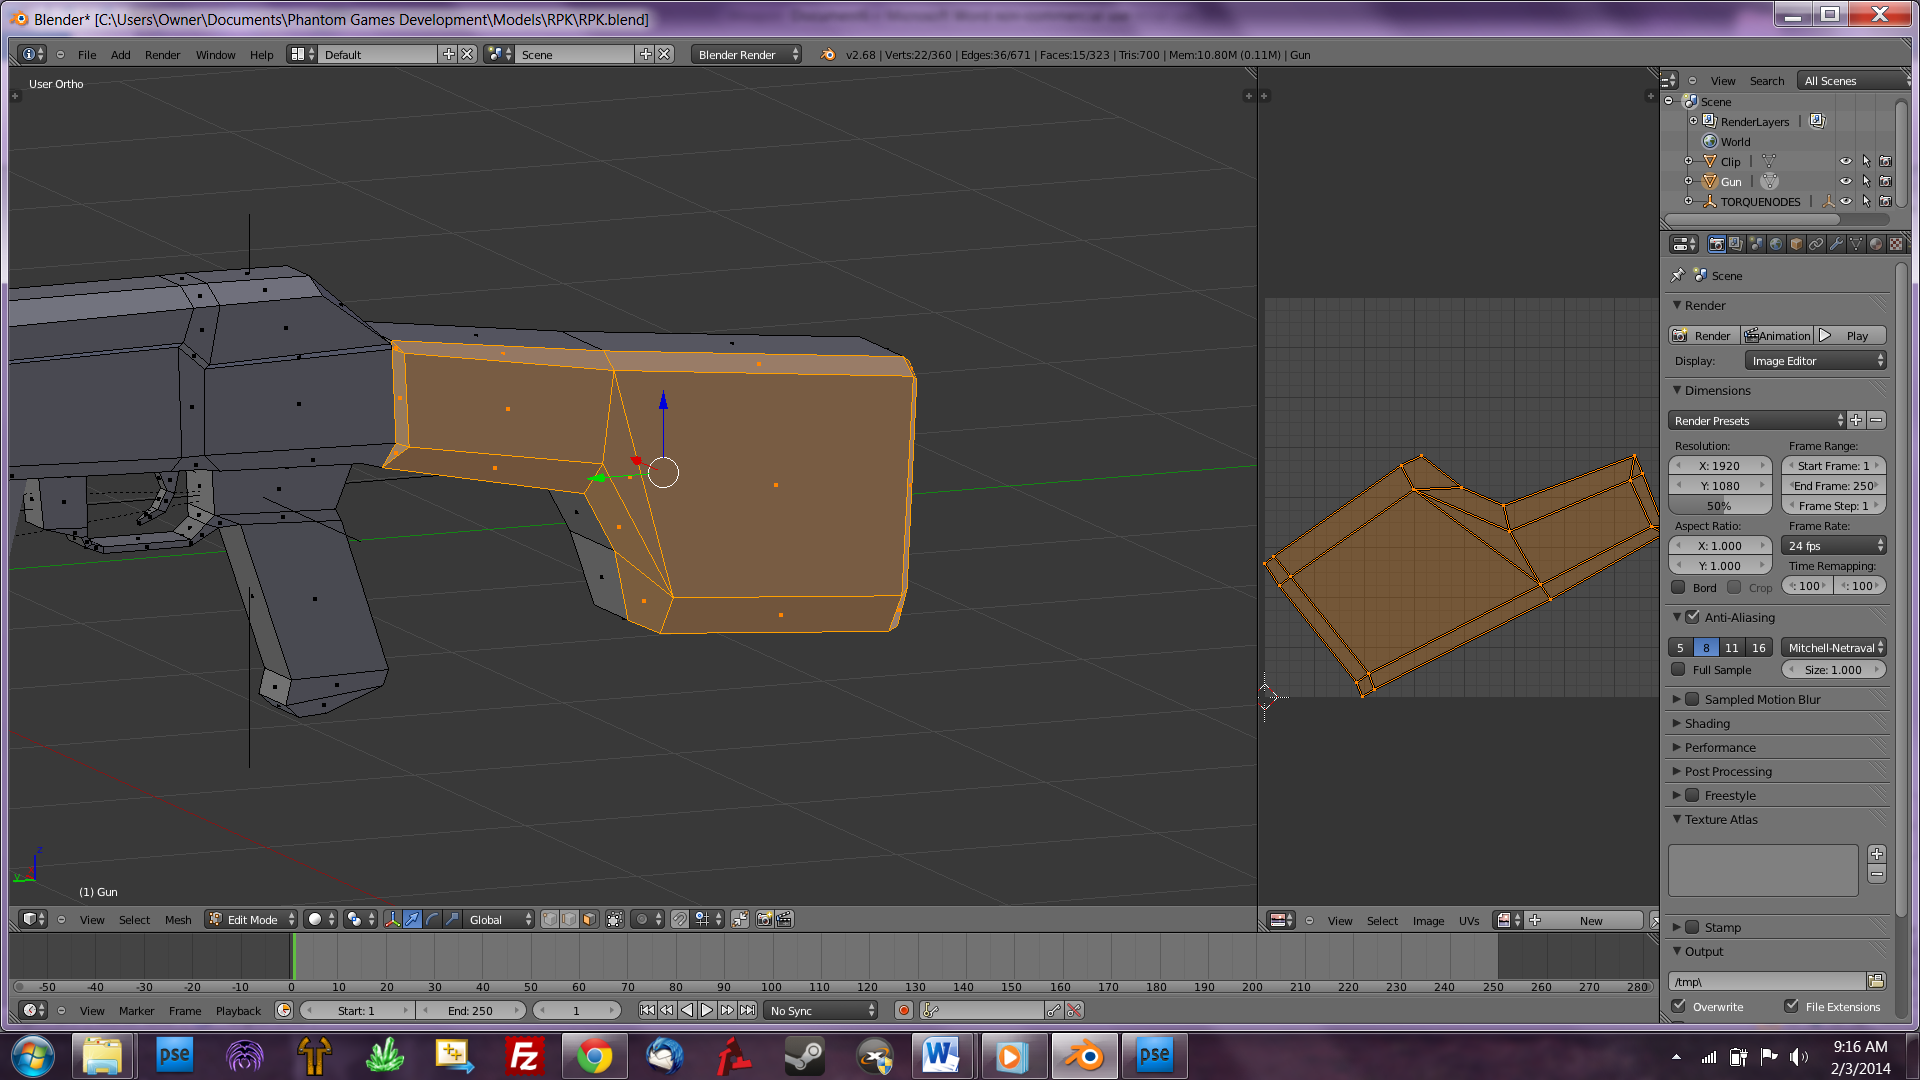 Blender* [C:\Users\Owner\Documents\Phantom Games Development\Models\RPK\RPK.blend]
File Add Render Window Help Default Scene Blender Render v2.68 | Verts:22/360 | Edges:36/671 | Faces:15/323 | Tris:700 | Mem:10.80M (0.11M) | Gun
User Ortho
View Search All Scenes
Scene
RenderLayers
World
Clip
Gun
TORQUENODES
Scene
Render
Render Animation Play
Display: Image Editor
Dimensions
Render Presets
Resolution: Frame Range:
X: 1920 Start Frame: 1
Y: 1080 End Frame: 250
50% Frame Step: 1
Aspect Ratio: Frame Rate:
X: 1.000 24 fps
Y: 1.000 Time Remapping:
Bord Crop : 100 : 100
Anti-Aliasing
5 8 11 16 Mitchell-Netraval
Full Sample Size: 1.000
Sampled Motion Blur
Shading
Performance
Post Processing
Freestyle
Texture Atlas
Stamp
Output
/tmp\
Overwrite File Extensions
z
y
(1) Gun
View Select Mesh Edit Mode Global
View Select Image UVs New
-50 -40 -30 -20 -10 0 10 20 30 40 50 60 70 80 90 100 110 120 130 140 150 160 170 180 190 200 210 220 230 240 250 260 270 280
View Marker Frame Playback Start: 1 End: 250 1 No Sync
pse Fz W pse
9:16 AM
2/3/2014